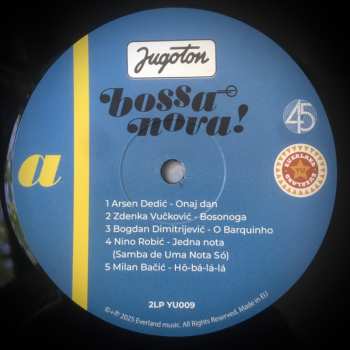 Jugoton
bossa
nova!
45
EVERLAND
a
1 Arsen Dedić - Onaj dan
2 Zdenka Vučković - Bosonoga
3 Bogdan Dimitrijević - O Barquinho
4 Nino Robić - Jedna nota
(Samba de Uma Nota Só)
5 Milan Bačić - Hô-bá-la-lá
2LP YU009
©+℗ 2025 Everland music. All Rights Reserved. Made in EU